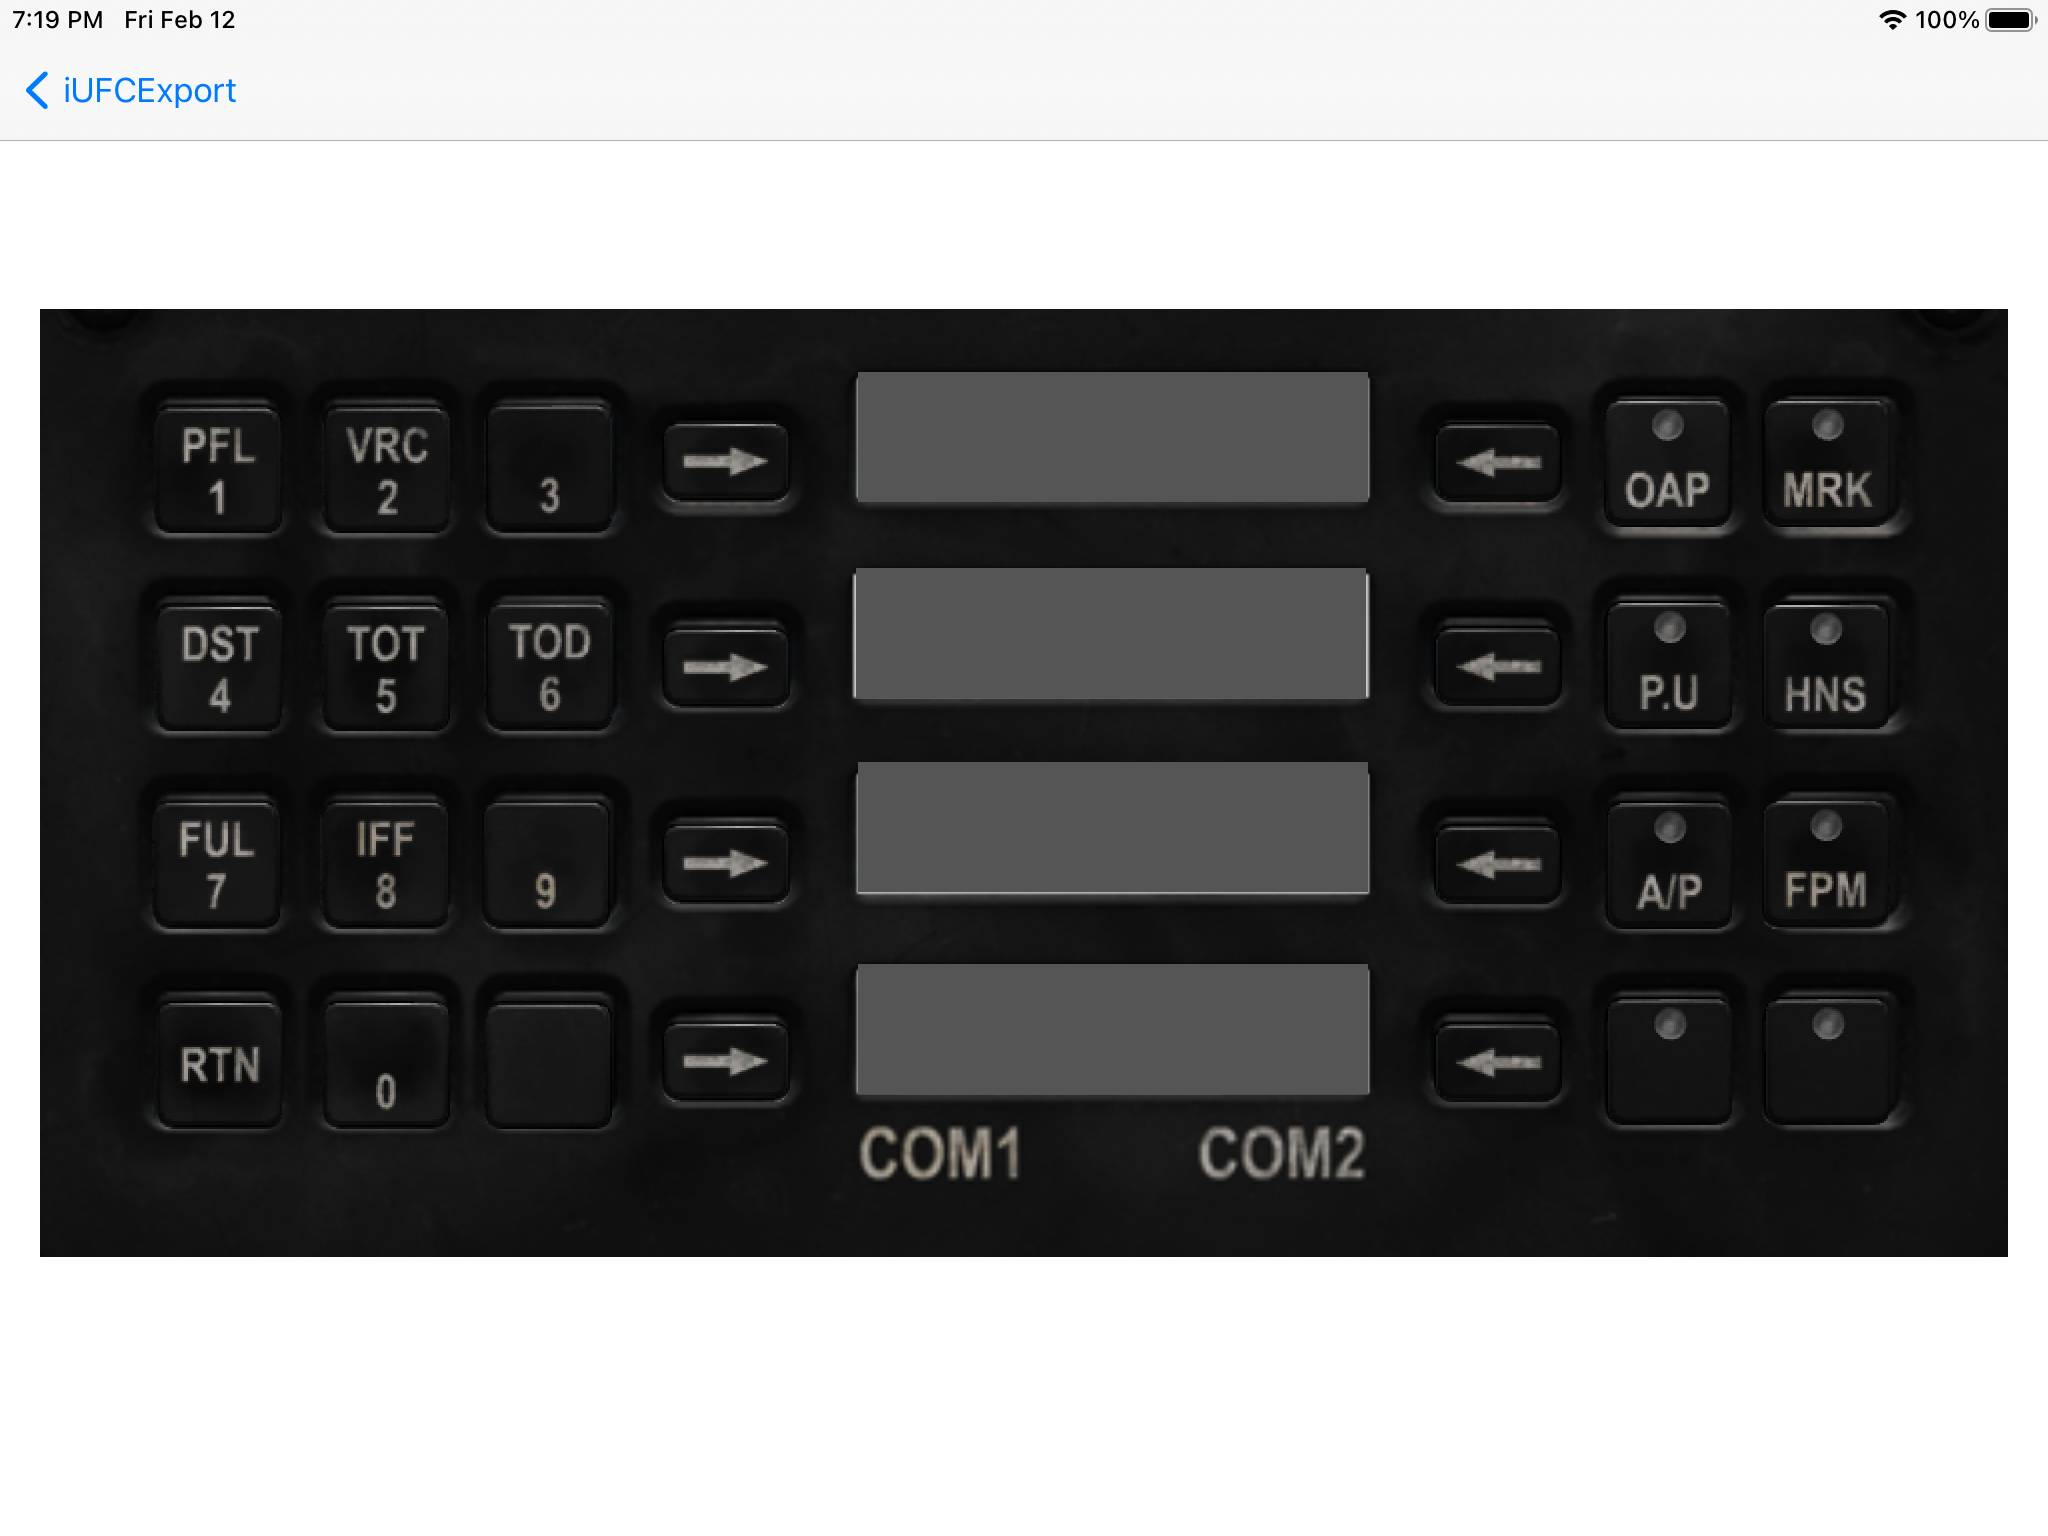 7:19 PM Fri Feb 12 100%
iUFCExport
PFL VRC
1 2 3
OAP MRK
DST TOT TOD
4 5 6
P.U HNS
FUL IFF
7 8 9
A/P FPM
RTN 0
COM1 COM2